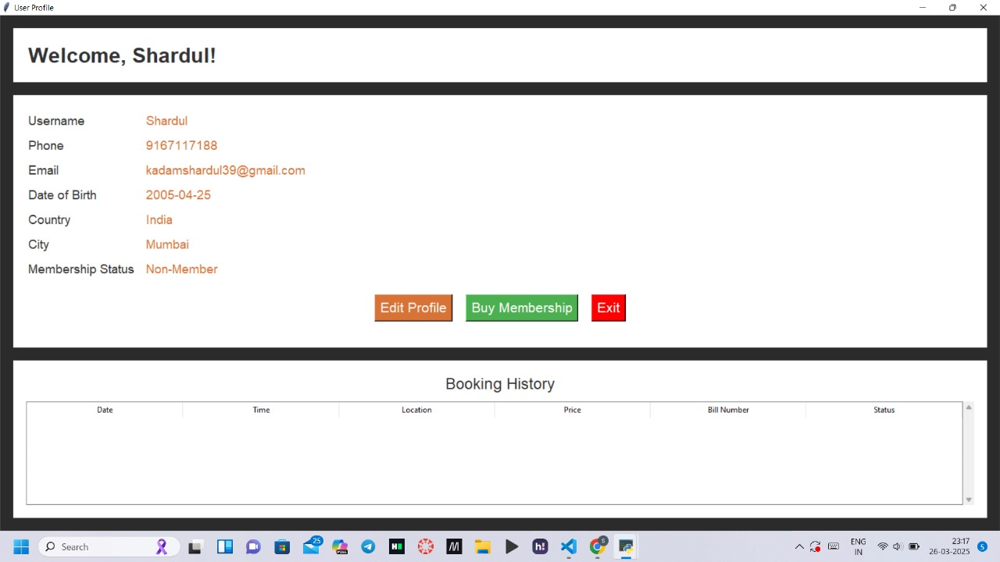 User Profile
Welcome, Shardul!
Username Shardul
Phone 9167117188
Email kadamshardul39@gmail.com
Date of Birth 2005-04-25
Country India
City Mumbai
Membership Status Non-Member
Edit Profile Buy Membership Exit
Booking History
Date Time Location Price Bill Number Status
Search 25 h! S ENG 23:17
IN 26-03-2025 5